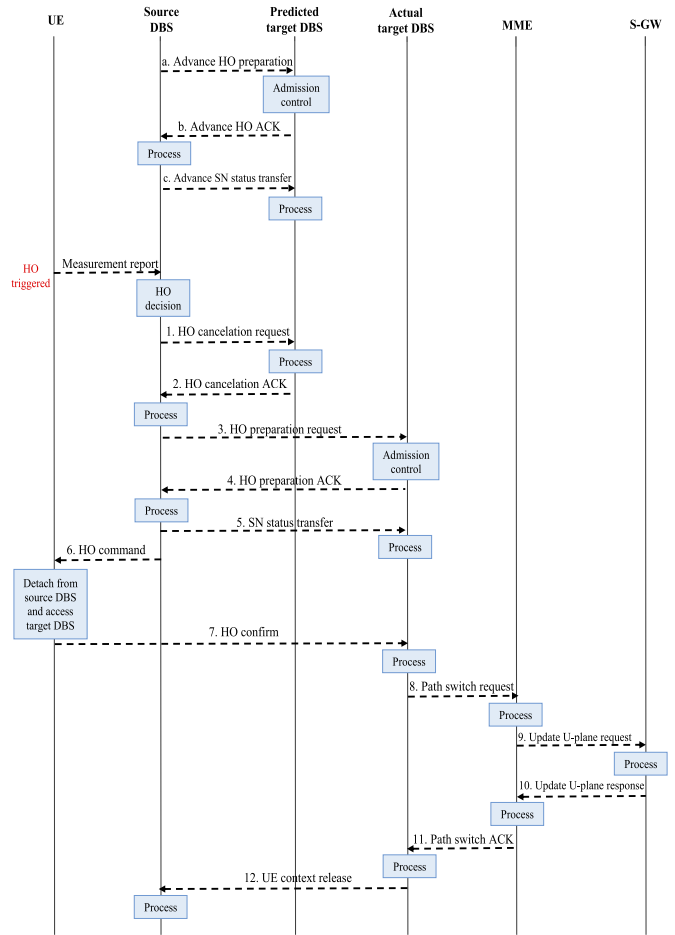 UE
Source
DBS
Predicted
target DBS
Actual
target DBS
MME
S-GW
a. Advance HO preparation
Admission
control
b. Advance HO ACK
Process
c. Advance SN status transfer
Process
HO
triggered
Measurement report
HO
decision
1. HO cancelation request
Process
2. HO cancelation ACK
Process
3. HO preparation request
Admission
control
4. HO preparation ACK
Process
5. SN status transfer
Process
6. HO command
Detach from
source DBS
and access
target DBS
7. HO confirm
Process
8. Path switch request
Process
9. Update U-plane request
Process
10. Update U-plane response
Process
11. Path switch ACK
Process
12. UE context release
Process